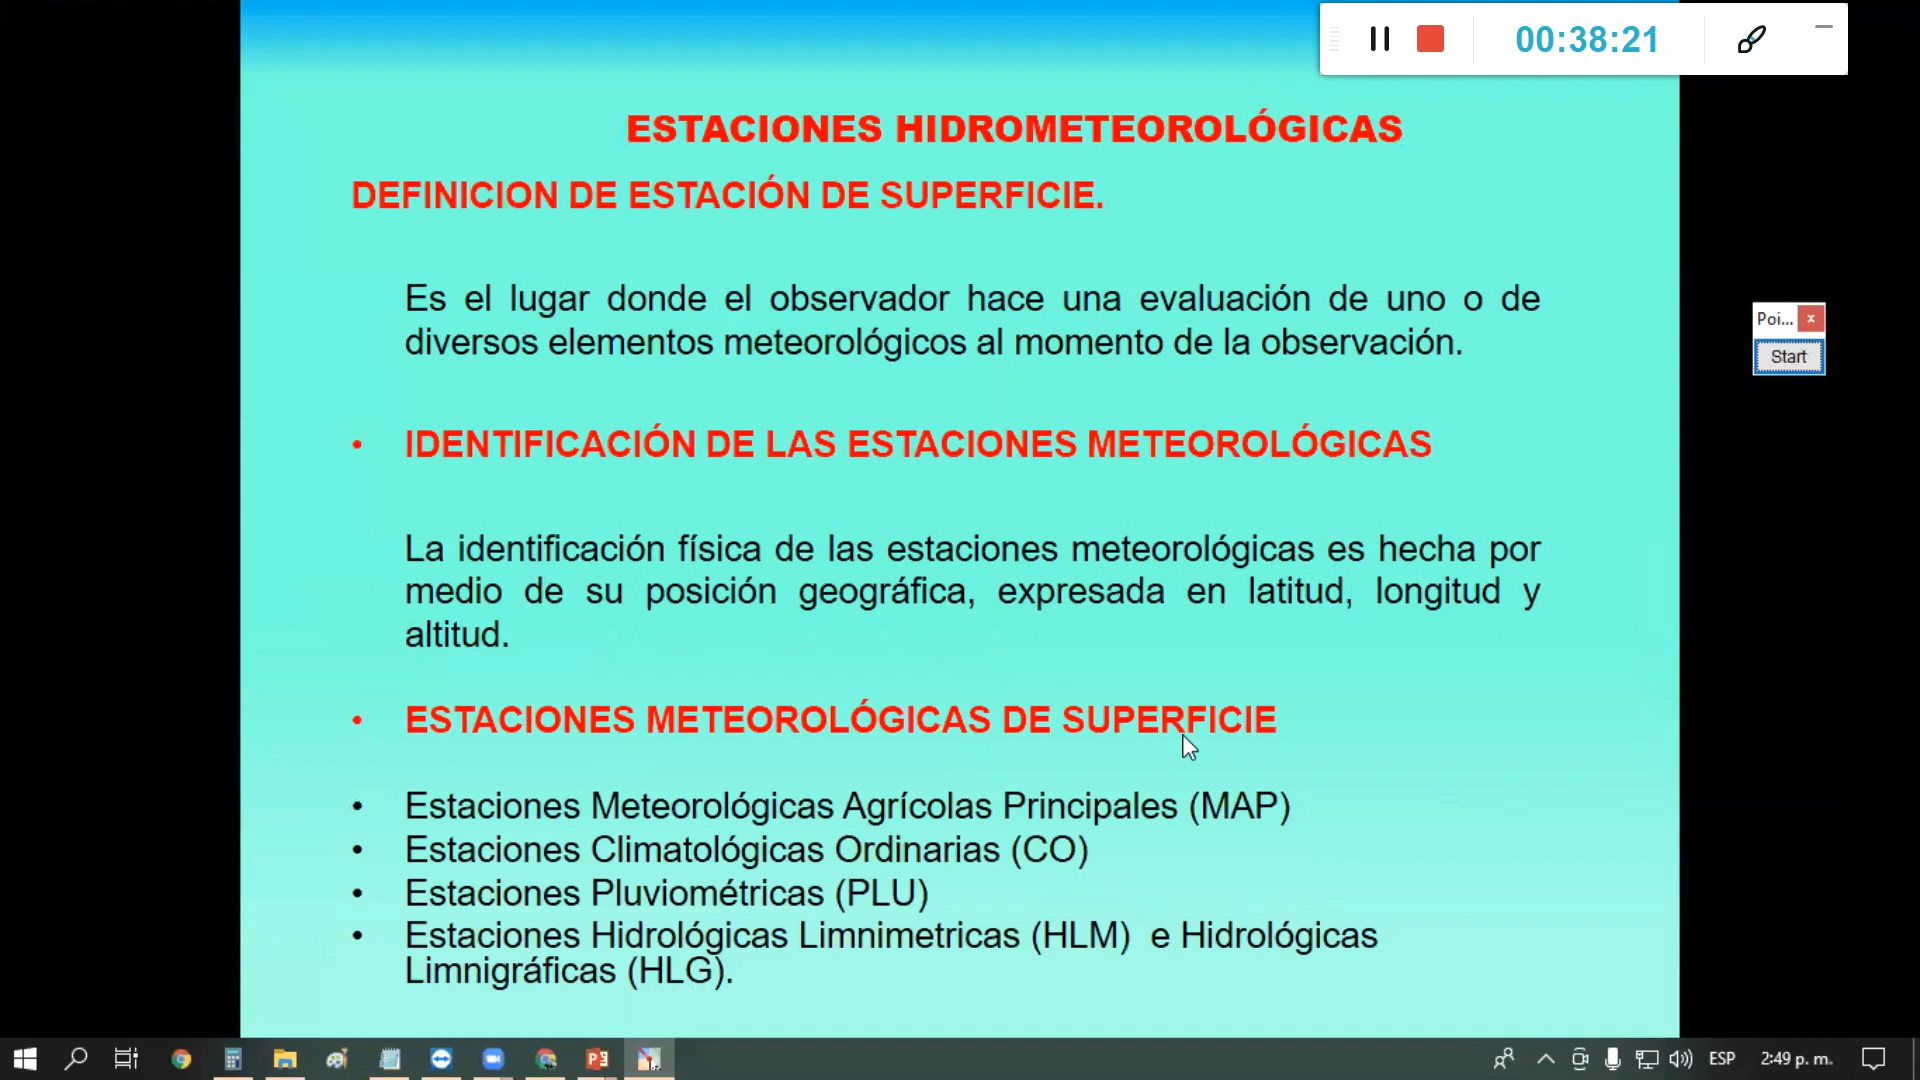 00:38:21
ESTACIONES HIDROMETEOROLÓGICAS
DEFINICION DE ESTACIÓN DE SUPERFICIE.
Es el lugar donde el observador hace una evaluación de uno o de
diversos elementos meteorológicos al momento de la observación.
Poi...
Start
• IDENTIFICACIÓN DE LAS ESTACIONES METEOROLÓGICAS
La identificación física de las estaciones meteorológicas es hecha por
medio de su posición geográfica, expresada en latitud, longitud y
altitud.
• ESTACIONES METEOROLÓGICAS DE SUPERFICIE
• Estaciones Meteorológicas Agrícolas Principales (MAP)
• Estaciones Climatológicas Ordinarias (CO)
• Estaciones Pluviométricas (PLU)
• Estaciones Hidrológicas Limnimetricas (HLM) e Hidrológicas
Limnigráficas (HLG).
ESP
2:49 p. m.